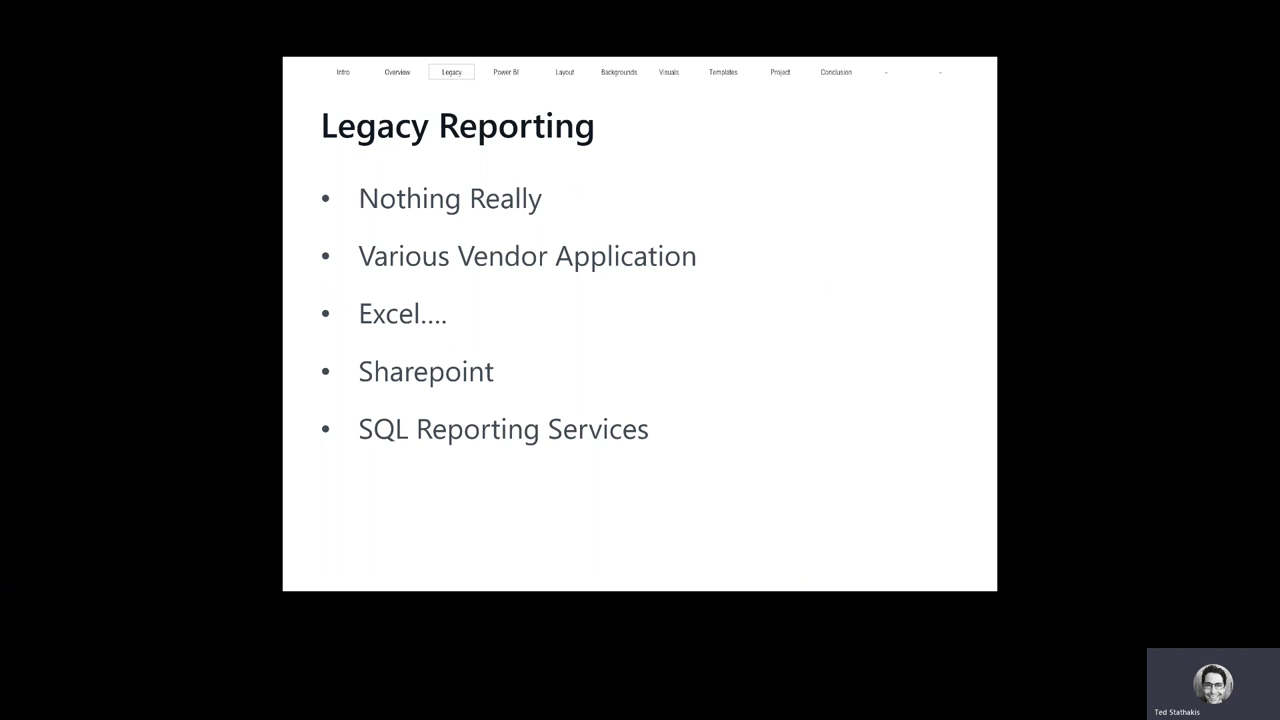 Intro Overview Legacy Power BI Layout Backgrounds Visuals Templates Project Conclusion - -
Legacy Reporting
• Nothing Really
• Various Vendor Application
• Excel....
• Sharepoint
• SQL Reporting Services
Ted Stathakis